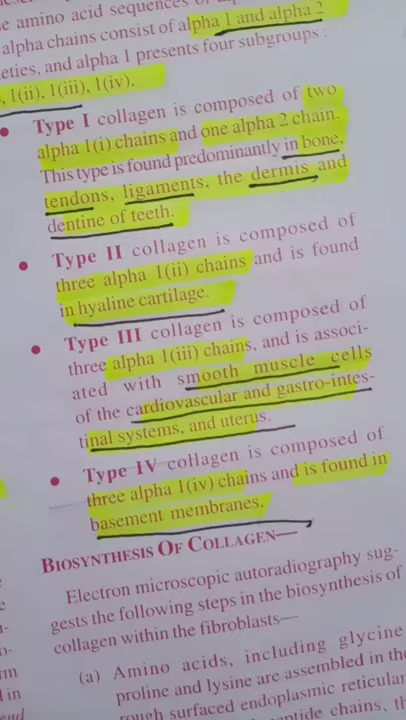 e amino acid sequences
alpha chains consist of alpha 1 and alpha 2
eties, and alpha 1 presents four subgroups :
1(ii), 1(iii), 1(iv).
• Type I collagen is composed of two
alpha 1(i) chains and one alpha 2 chain.
This type is found predominantly in bone,
tendons, ligaments, the dermis and
dentine of teeth.
• Type II collagen is composed of
three alpha 1(ii) chains and is found
in hyaline cartilage.
• Type III collagen is composed of
three alpha 1(iii) chains, and is associ-
ated with smooth muscle cells
of the cardiovascular and gastro-intes-
tinal systems, and uterus.
• Type IV collagen is composed of
three alpha 1(iv) chains and is found in
basement membranes.
BIOSYNTHESIS OF COLLAGEN—
Electron microscopic autoradiography sug-
gests the following steps in the biosynthesis of
collagen within the fibroblasts—
(a) Amino acids, including glycine
proline and lysine are assembled in the
rough surfaced endoplasmic reticular
chains,